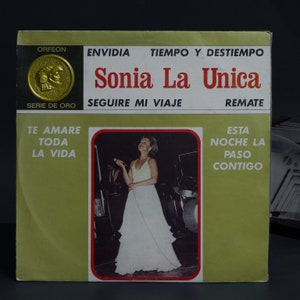 ORFEON
SERIE DE ORO
ENVIDIA TIEMPO Y DESTIEMPO
Sonia La Unica
SEGUIRE MI VIAJE REMATE
TE AMARE
TODA
LA VIDA
ESTA
NOCHE LA
PASO
CONTIGO